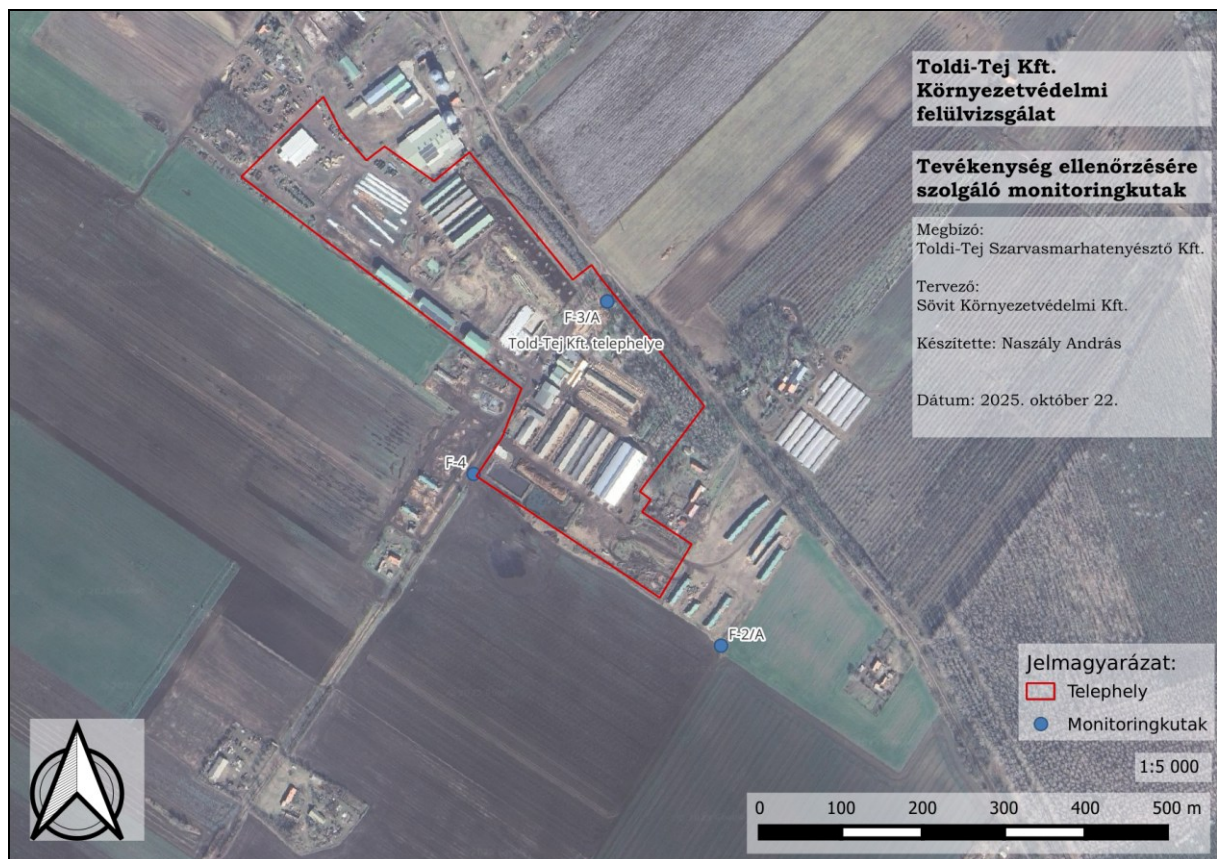 Toldi-Tej Kft.
Környezetvédelmi
felülvizsgálat
Tevékenység ellenőrzésére
szolgáló monitoringkutak
Megbízó:
Toldi-Tej Szarvasmarhatenyésztő Kft.
Tervező:
Sövit Környezetvédelmi Kft.
Készítette: Naszály András
Dátum: 2025. október 22.
F-3/A
Told-Tej Kft. telephelye
F-4
F-2/A
Jelmagyarázat:
Telephely
Monitoringkutak
1:5 000
0 100 200 300 400 500 m